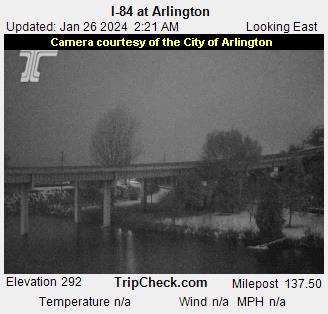 I-84 at Arlington
Updated: Jan 26 2024 2:21 AM Looking East
Camera courtesy of the City of Arlington
Elevation 292 TripCheck.com Milepost 137.50
Temperature n/a Wind n/a MPH n/a